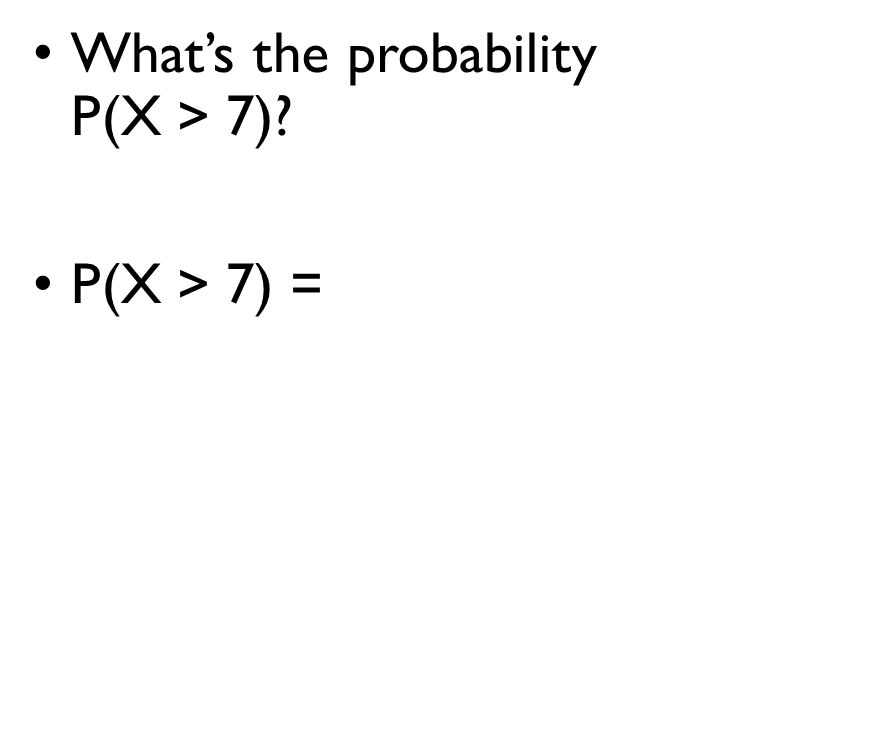 • What’s the probability
P(X > 7)?
• P(X > 7) =